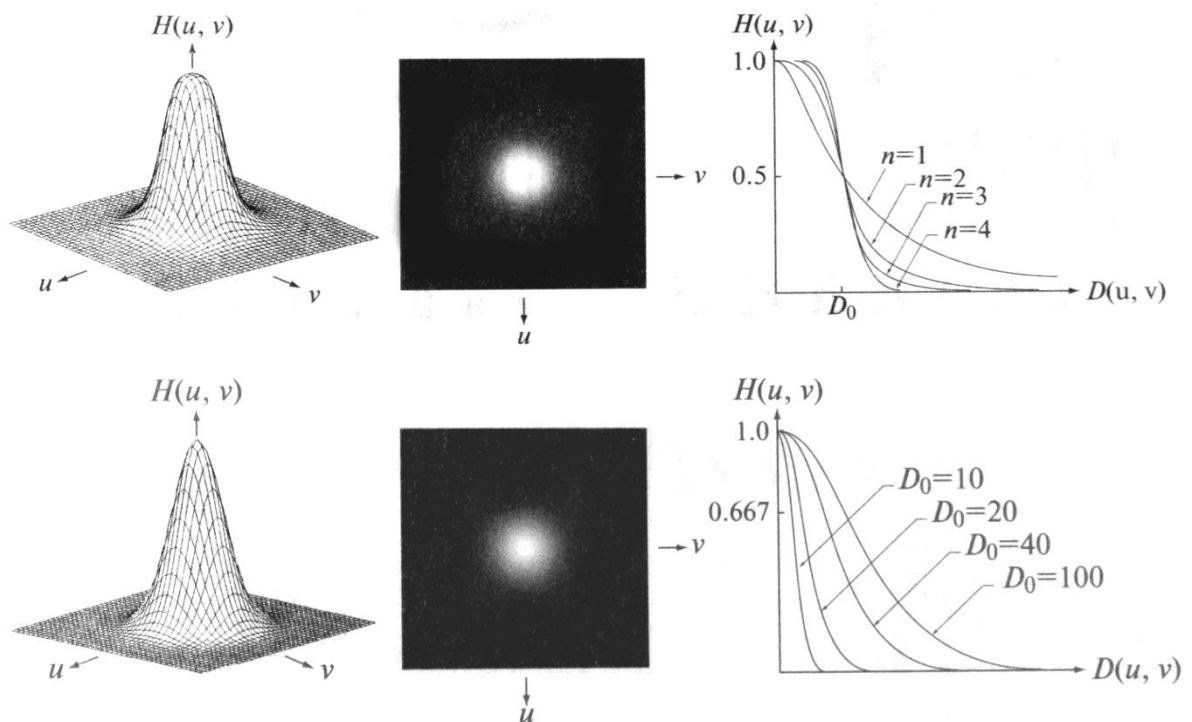 H(u, v)
u
v
v
u
H(u, v)
1.0
0.5
n=1
n=2
n=3
n=4
D₀
D(u, v)
H(u, v)
u
v
v
u
H(u, v)
1.0
0.667
D₀=10
D₀=20
D₀=40
D₀=100
D(u, v)